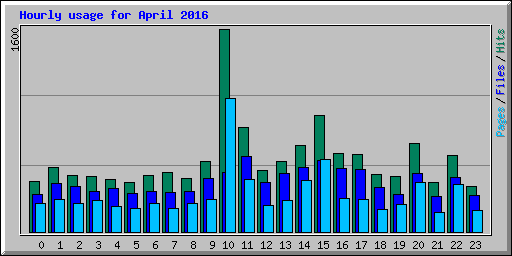 Hourly usage for April 2016
1600
Pages / Files / Hits
0 1 2 3 4 5 6 7 8 9 10 11 12 13 14 15 16 17 18 19 20 21 22 23